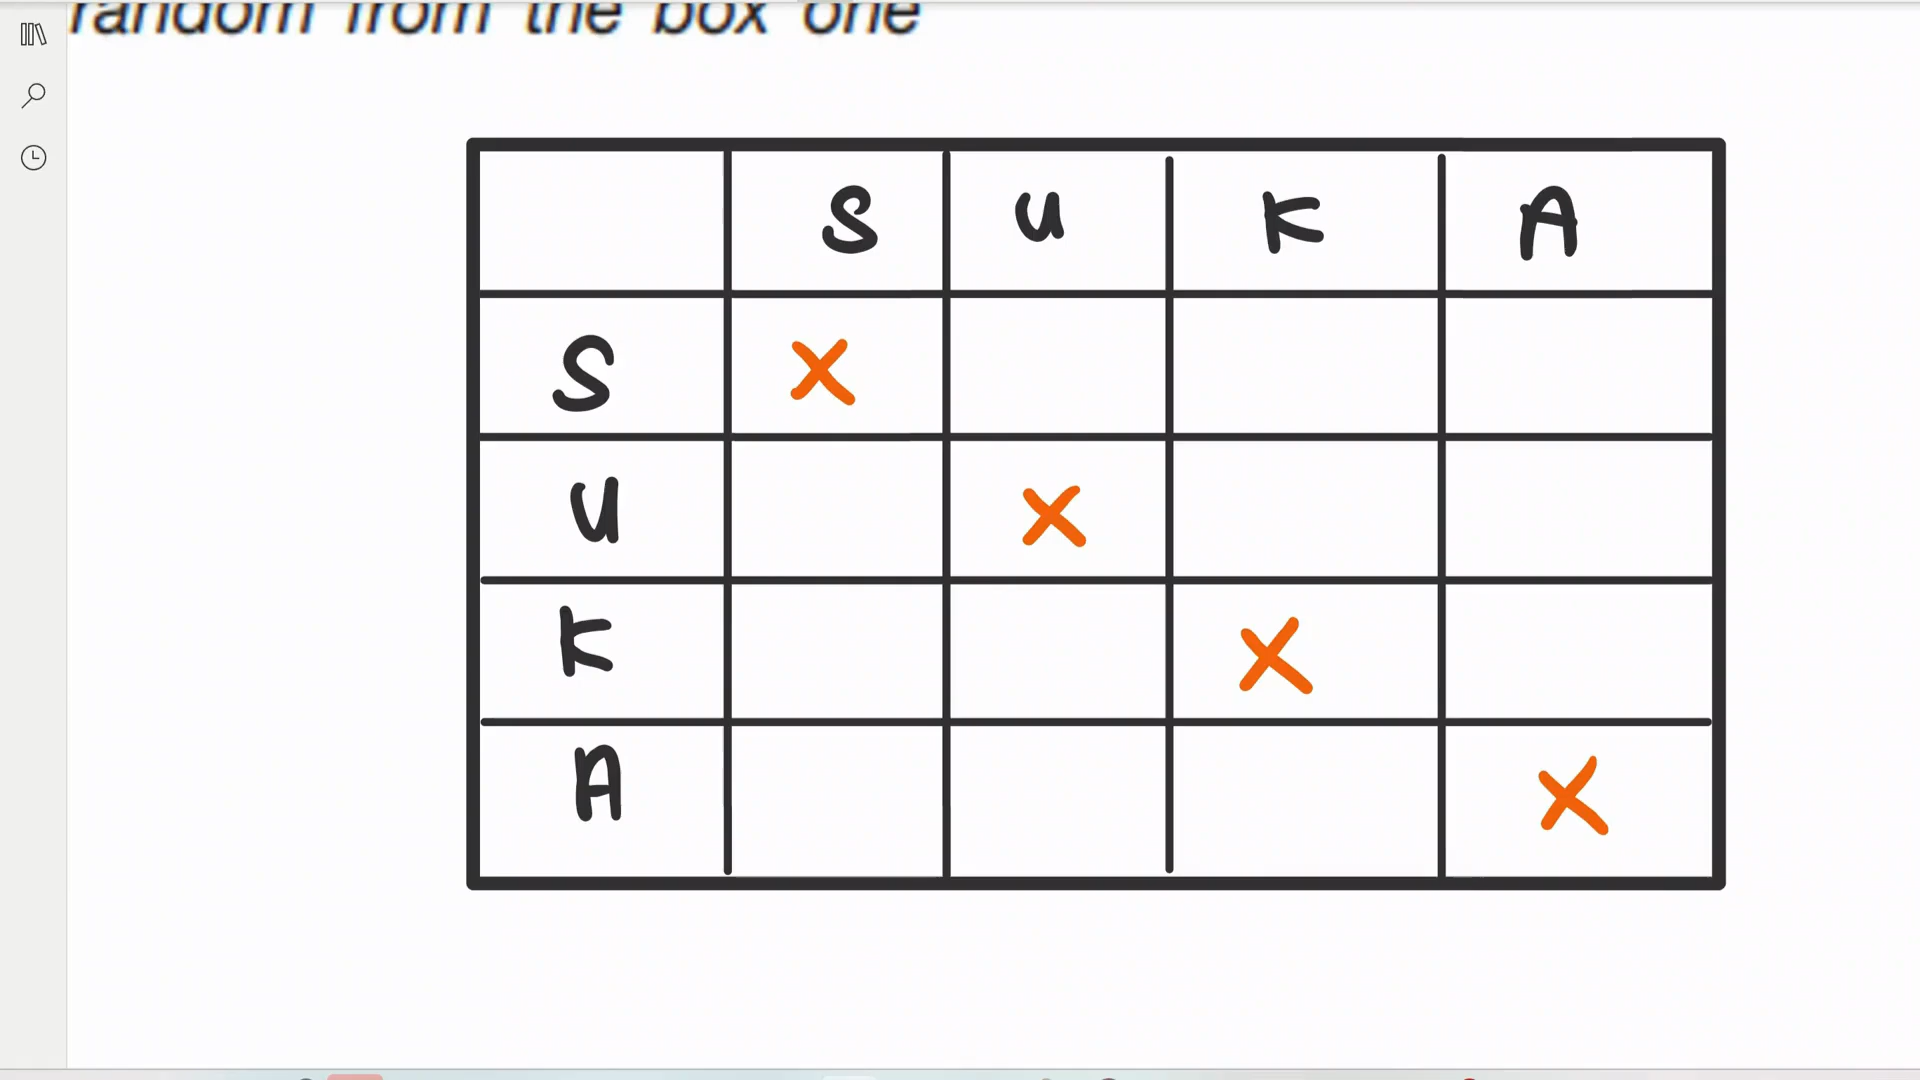 random from the box one
S U K A
S X
U X
K X
A X